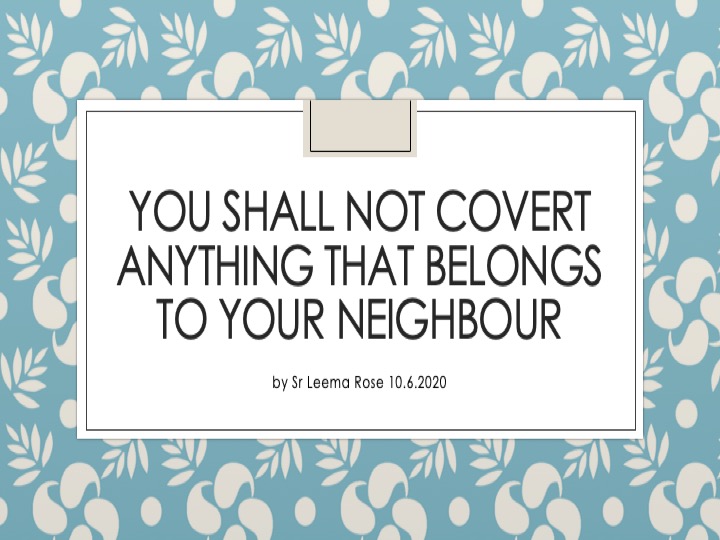 YOU SHALL NOT COVERT
ANYTHING THAT BELONGS
TO YOUR NEIGHBOUR
by Sr Leema Rose 10.6.2020